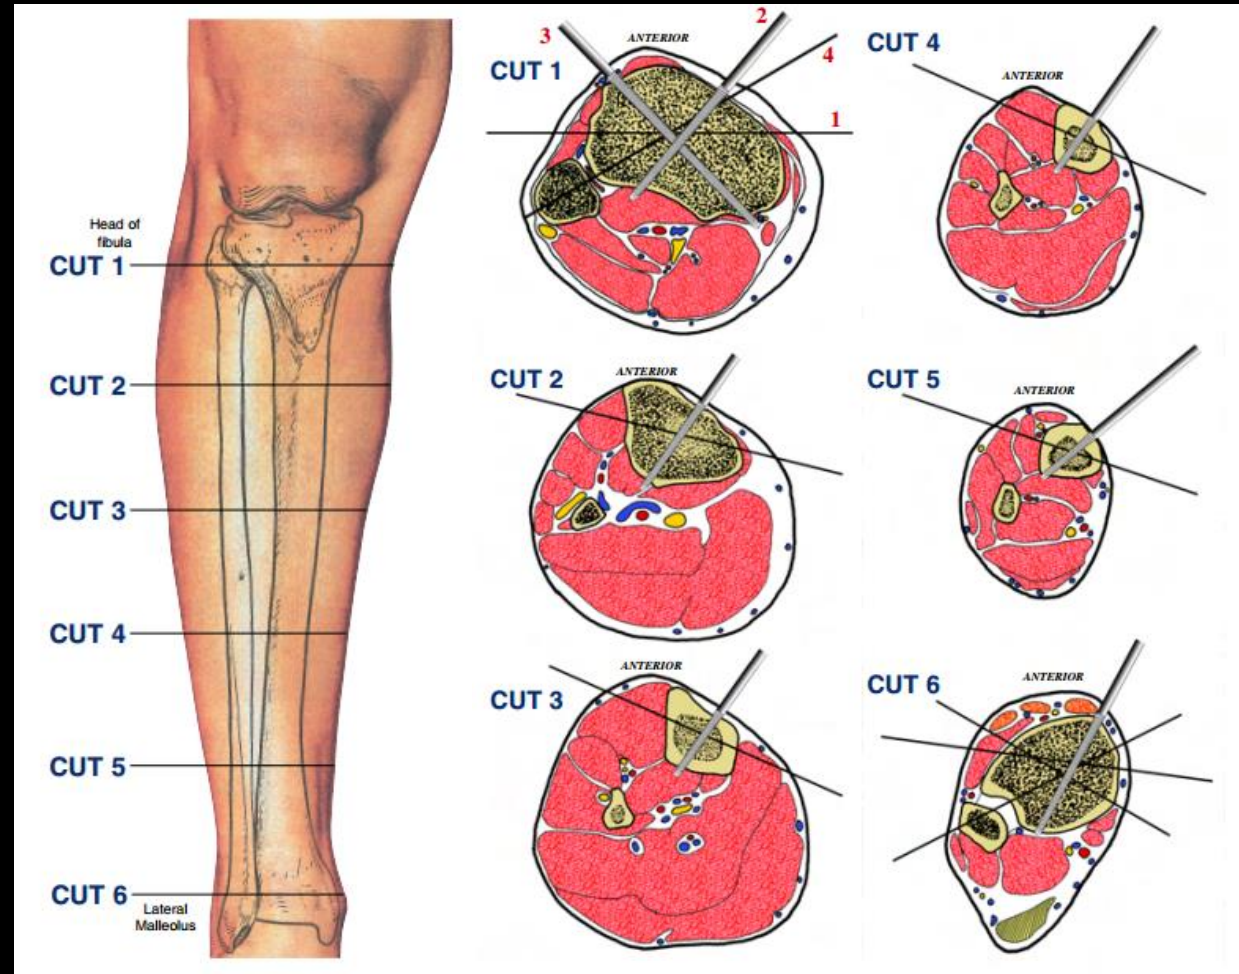 Head of
fibula
CUT 1
CUT 2
CUT 3
CUT 4
CUT 5
CUT 6
Lateral
Malleolus
CUT 1
ANTERIOR
3
2
4
1
CUT 2
ANTERIOR
CUT 3
ANTERIOR
CUT 4
ANTERIOR
CUT 5
ANTERIOR
CUT 6
ANTERIOR